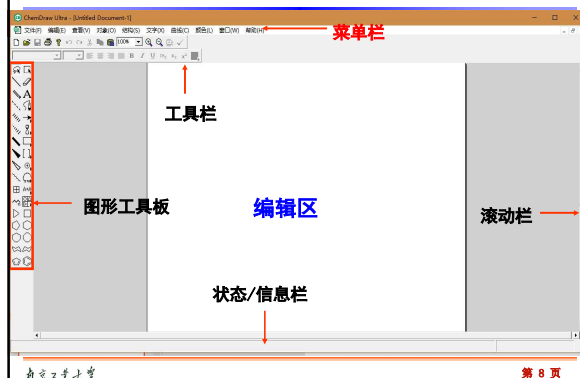 ChemDraw Ultra - [Untitled Document-1]
文件(F) 编辑(E) 查看(V) 对象(O) 结构(S) 文字(X) 曲线(C) 颜色(L) 窗口(W) 帮助(H)
菜单栏
100%
B I U
A
工具栏
图形工具板
编辑区
滚动栏
状态/信息栏
第 8 页